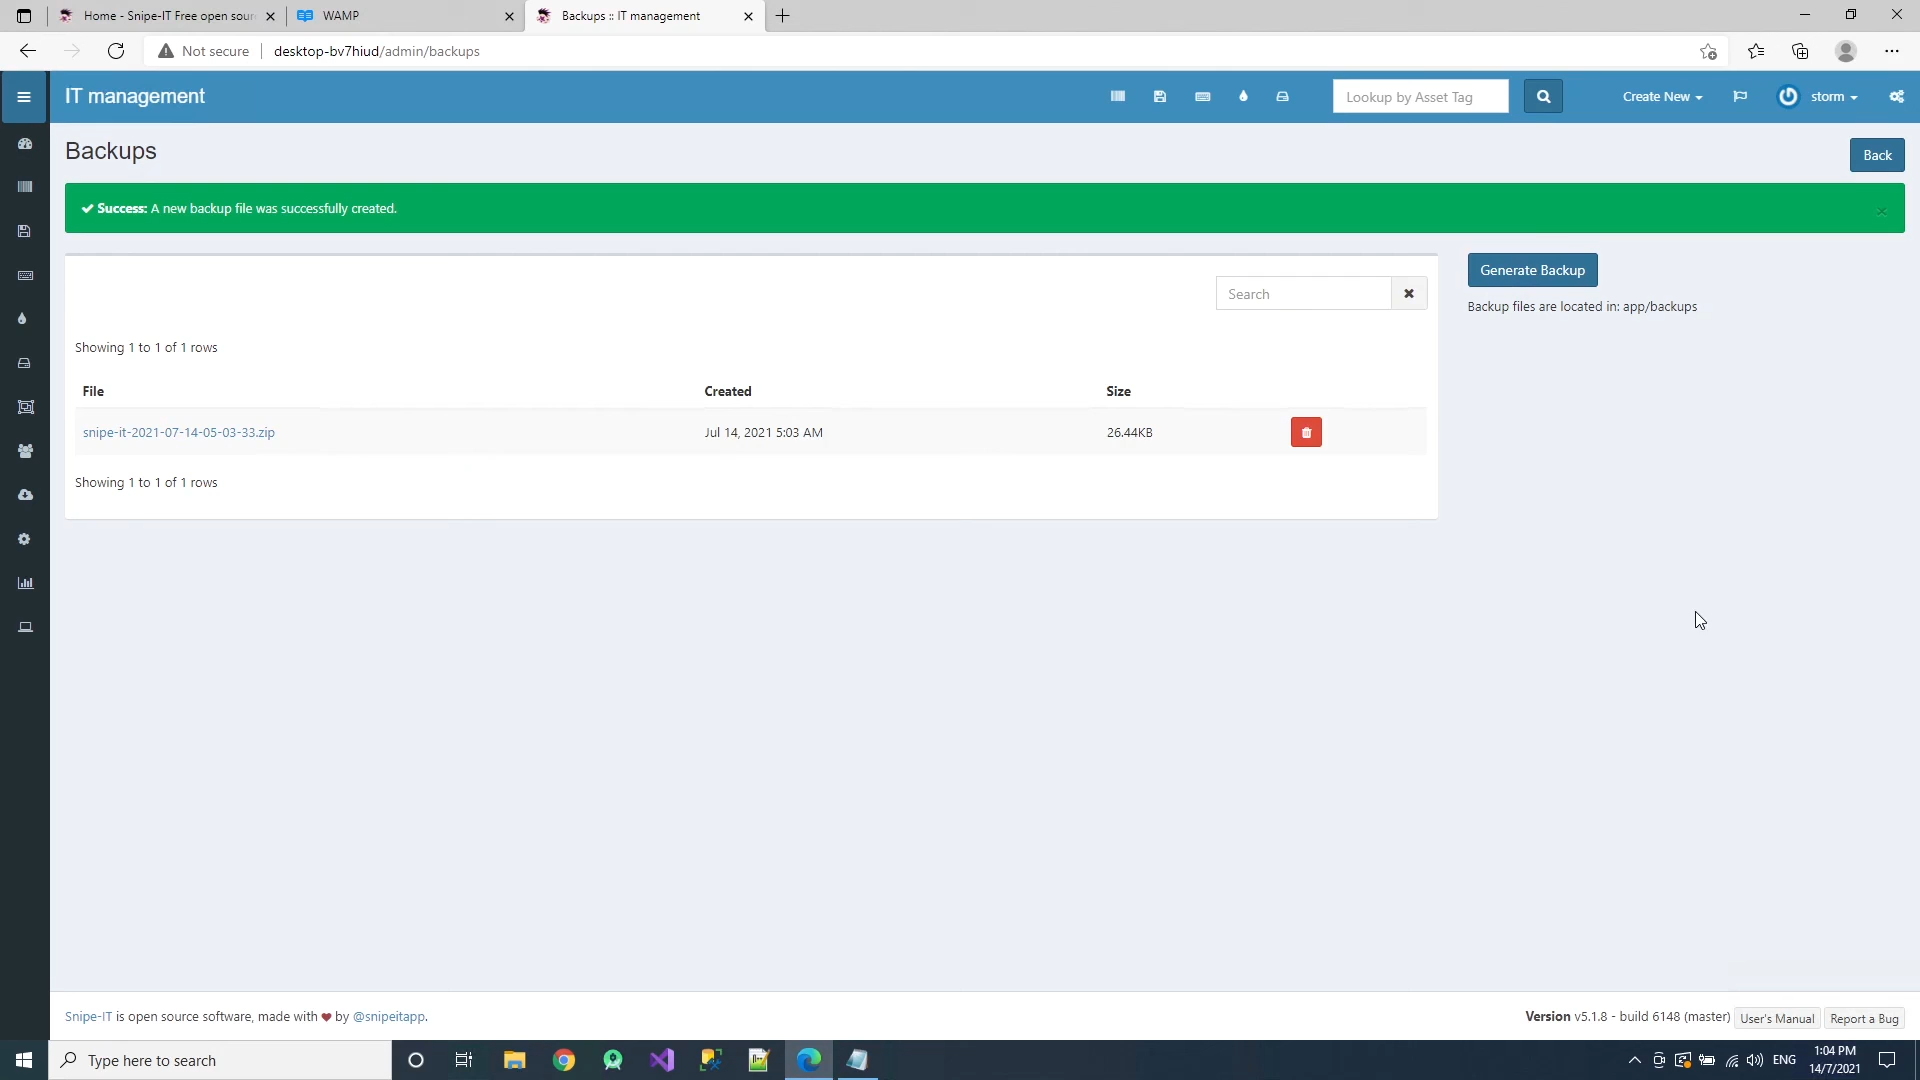 Home - Snipe-IT Free open sour
WAMP
Backups :: IT management
Not secure
desktop-bv7hiud/admin/backups
IT management
Lookup by Asset Tag
Create New
storm
Backups
Back
Success: A new backup file was successfully created.
Generate Backup
Search
Backup files are located in: app/backups
Showing 1 to 1 of 1 rows
File Created Size
snipe-it-2021-07-14-05-03-33.zip Jul 14, 2021 5:03 AM 26.44KB
Showing 1 to 1 of 1 rows
Snipe-IT is open source software, made with ♥ by @snipeitapp.
Version v5.1.8 - build 6148 (master) User's Manual Report a Bug
Type here to search
ENG
1:04 PM
14/7/2021